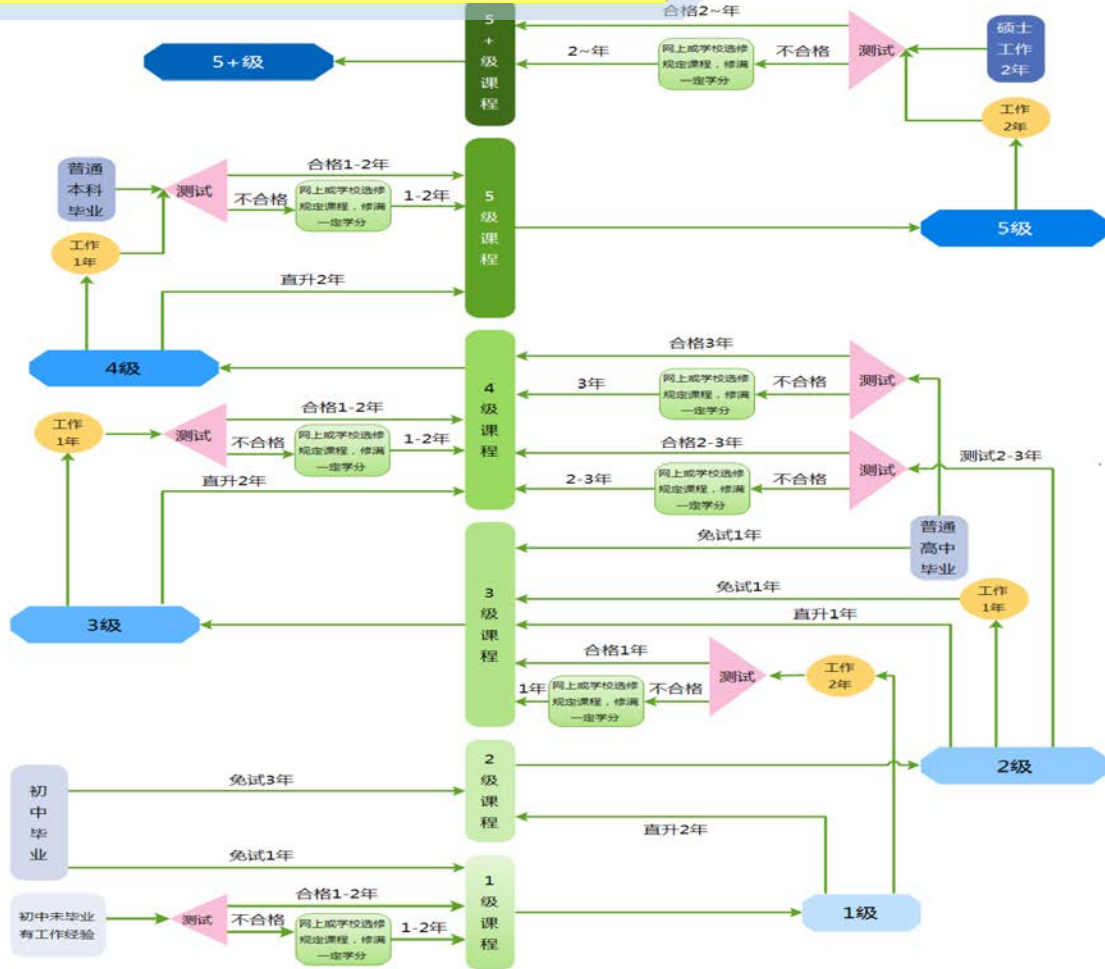 合格2~年
5
+
级
课
程
5+级
2~年
网上或学校选修
规定课程，修满
一定学分
不合格
测试
硕士
工作
2年
工作
2年
普通
本科
毕业
测试
合格1-2年
不合格
网上或学校选修
规定课程，修满
一定学分
1-2年
5
级
课
程
5级
工作
1年
直升2年
4级
4
级
课
程
合格3年
3年
网上或学校选修
规定课程，修满
一定学分
不合格
测试
工作
1年
测试
合格1-2年
不合格
网上或学校选修
规定课程，修满
一定学分
1-2年
合格2-3年
2-3年
网上或学校选修
规定课程，修满
一定学分
不合格
测试
测试2-3年
直升2年
3级
3
级
课
程
免试1年
普通
高中
毕业
免试1年
工作
1年
直升1年
合格1年
1年
网上或学校选修
规定课程，修满
一定学分
不合格
测试
工作
2年
初
中
毕
业
免试3年
2
级
课
程
2级
直升2年
免试1年
1
级
课
程
1级
初中未毕业
有工作经验
测试
合格1-2年
不合格
网上或学校选修
规定课程，修满
一定学分
1-2年